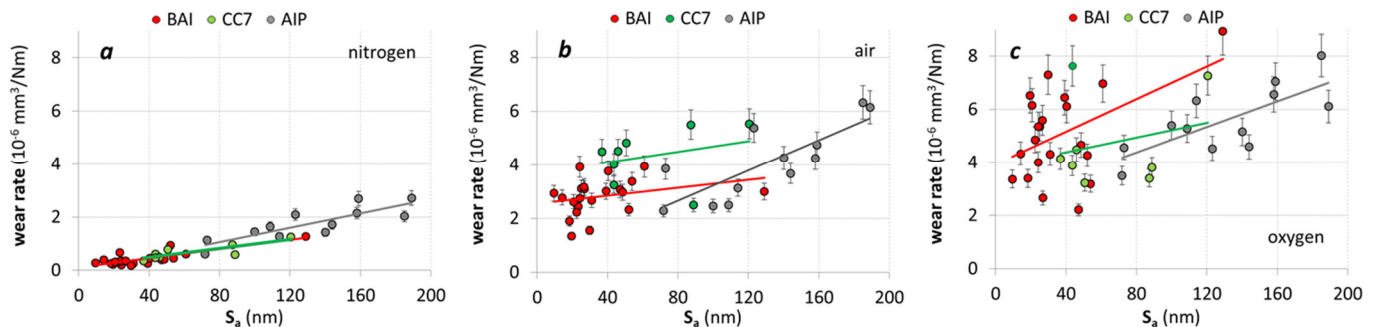 BAI CC7 AIP
a
nitrogen
wear rate (10⁻⁶ mm³/Nm)
8
6
4
2
0
0 40 80 120 160 200
Sₐ (nm)
BAI CC7 AIP
b
air
wear rate (10⁻⁶ mm³/Nm)
8
6
4
2
0
0 40 80 120 160 200
Sₐ (nm)
BAI CC7 AIP
c
oxygen
wear rate (10⁻⁶ mm³/Nm)
8
6
4
2
0
0 40 80 120 160 200
Sₐ (nm)